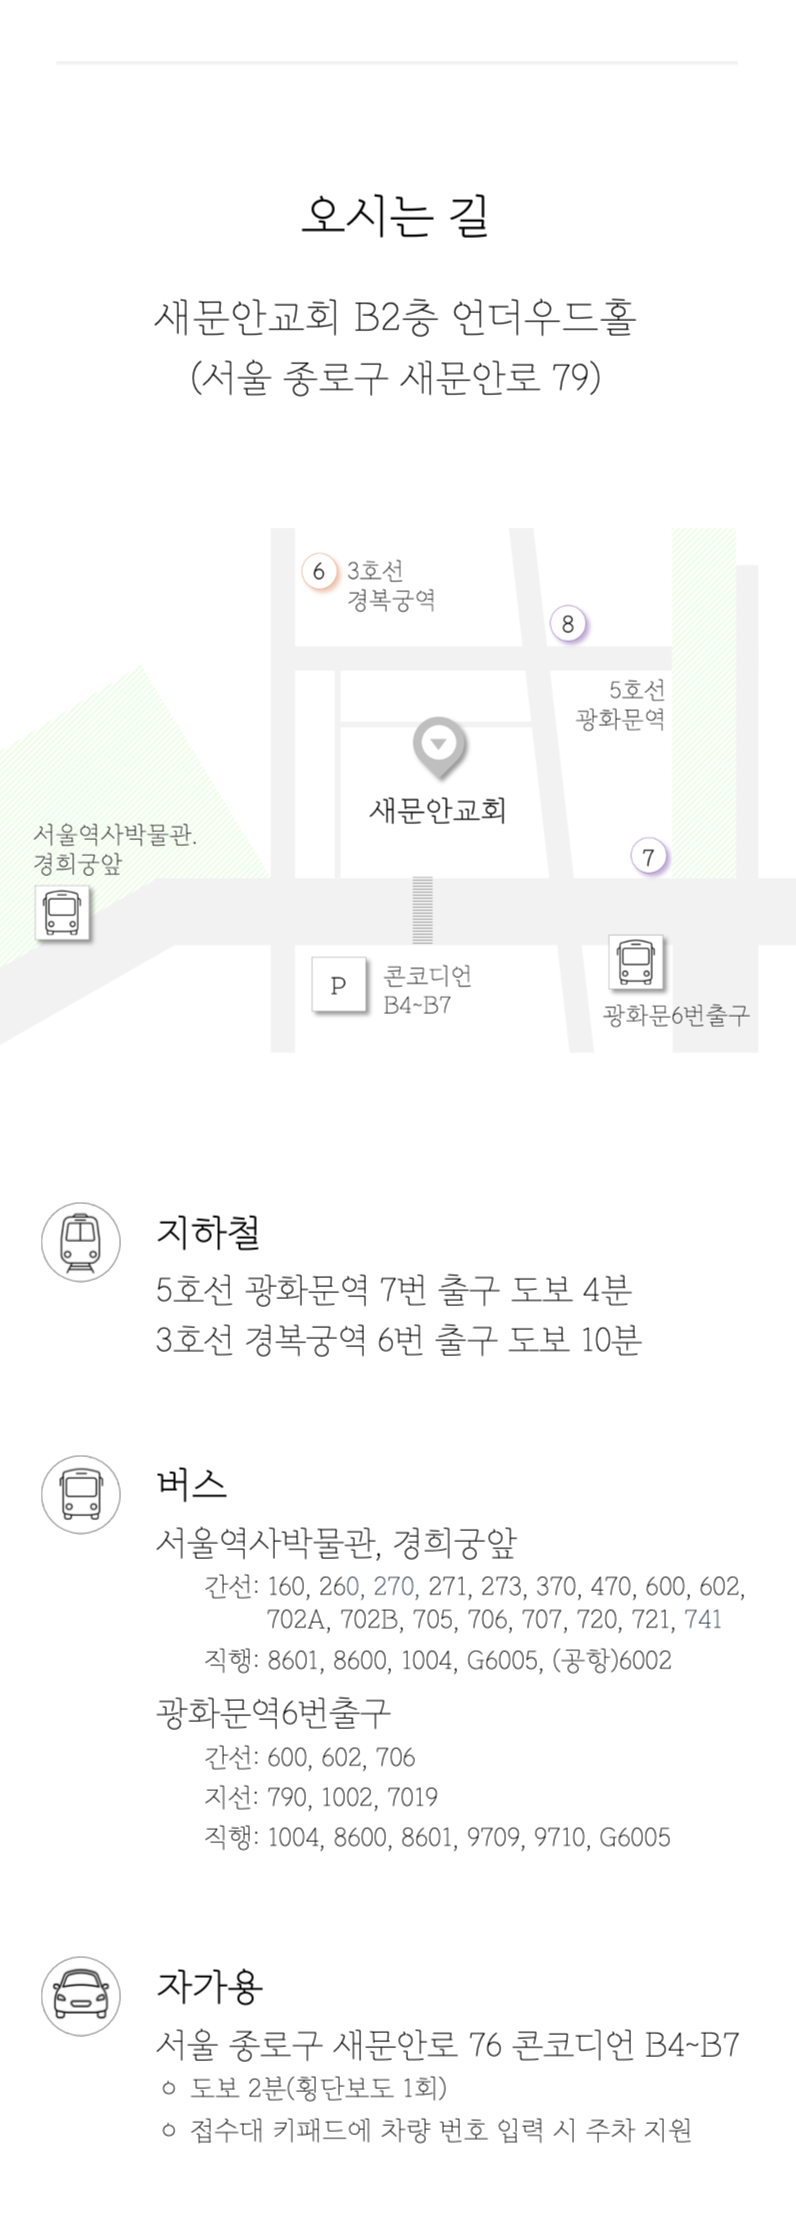 오시는 길
새문안교회 B2층 언더우드홀
(서울 종로구 새문안로 79)
6 3호선
경복궁역
8
5호선
광화문역
새문안교회
서울역사박물관.
경희궁앞
7
P 콘코디언
B4~B7
광화문6번출구
지하철
5호선 광화문역 7번 출구 도보 4분
3호선 경복궁역 6번 출구 도보 10분
버스
서울역사박물관, 경희궁앞
간선: 160, 260, 270, 271, 273, 370, 470, 600, 602,
702A, 702B, 705, 706, 707, 720, 721, 741
직행: 8601, 8600, 1004, G6005, (공항)6002
광화문역6번출구
간선: 600, 602, 706
지선: 790, 1002, 7019
직행: 1004, 8600, 8601, 9709, 9710, G6005
자가용
서울 종로구 새문안로 76 콘코디언 B4~B7
○ 도보 2분(횡단보도 1회)
○ 접수대 키패드에 차량 번호 입력 시 주차 지원